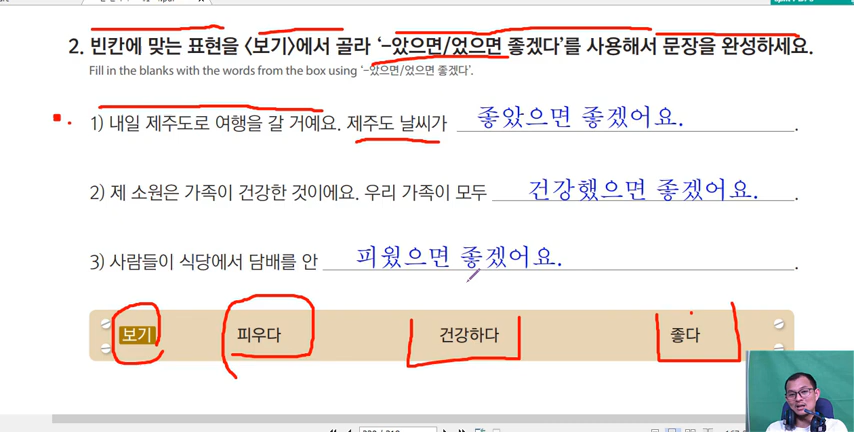 2. 빈칸에 맞는 표현을 〈보기〉에서 골라 ‘-았으면/었으면 좋겠다’를 사용해서 문장을 완성하세요.
Fill in the blanks with the words from the box using ‘-았으면/었으면 좋겠다’.
1) 내일 제주도로 여행을 갈 거예요. 제주도 날씨가 좋았으면 좋겠어요. .
2) 제 소원은 가족이 건강한 것이에요. 우리 가족이 모두 건강했으면 좋겠어요. .
3) 사람들이 식당에서 담배를 안 피웠으면 좋겠어요. .
보기 피우다 건강하다 좋다